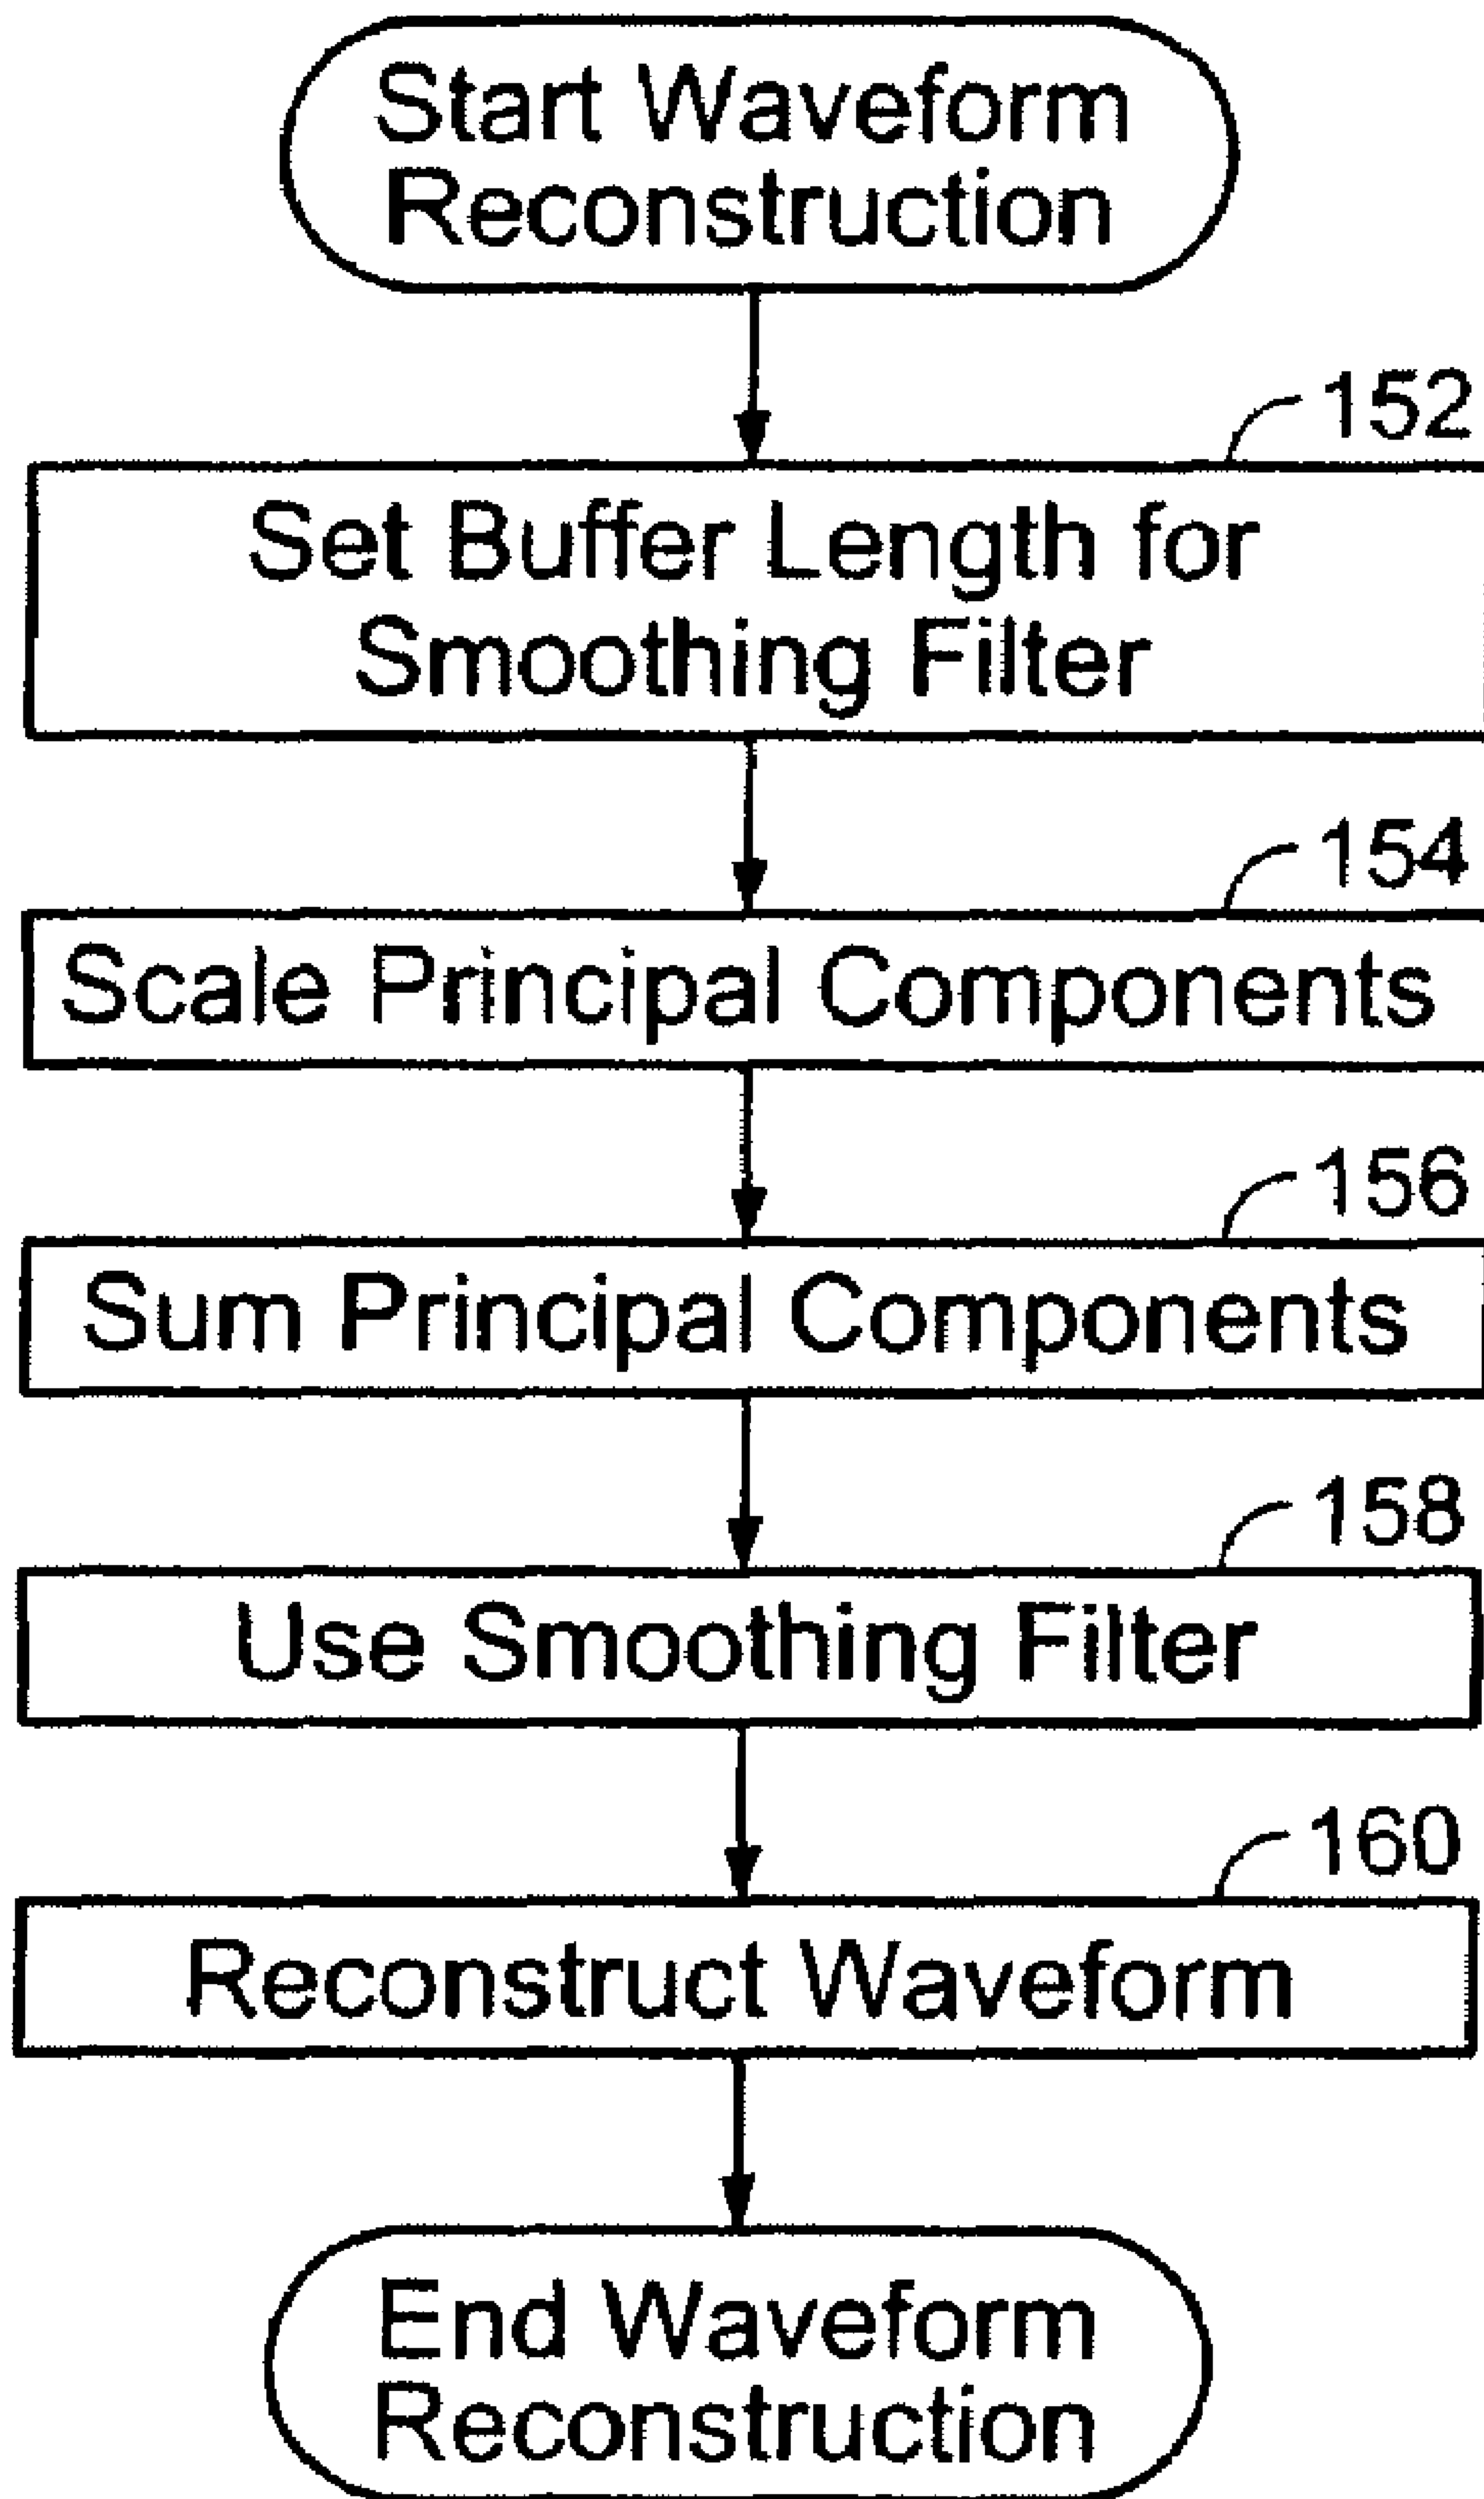 Start Waveform
Reconstruction
152
Set Buffer Length for
Smoothing Filter
154
Scale Principal Components
156
Sum Principal Components
158
Use Smoothing Filter
160
Reconstruct Waveform
End Waveform
Reconstruction